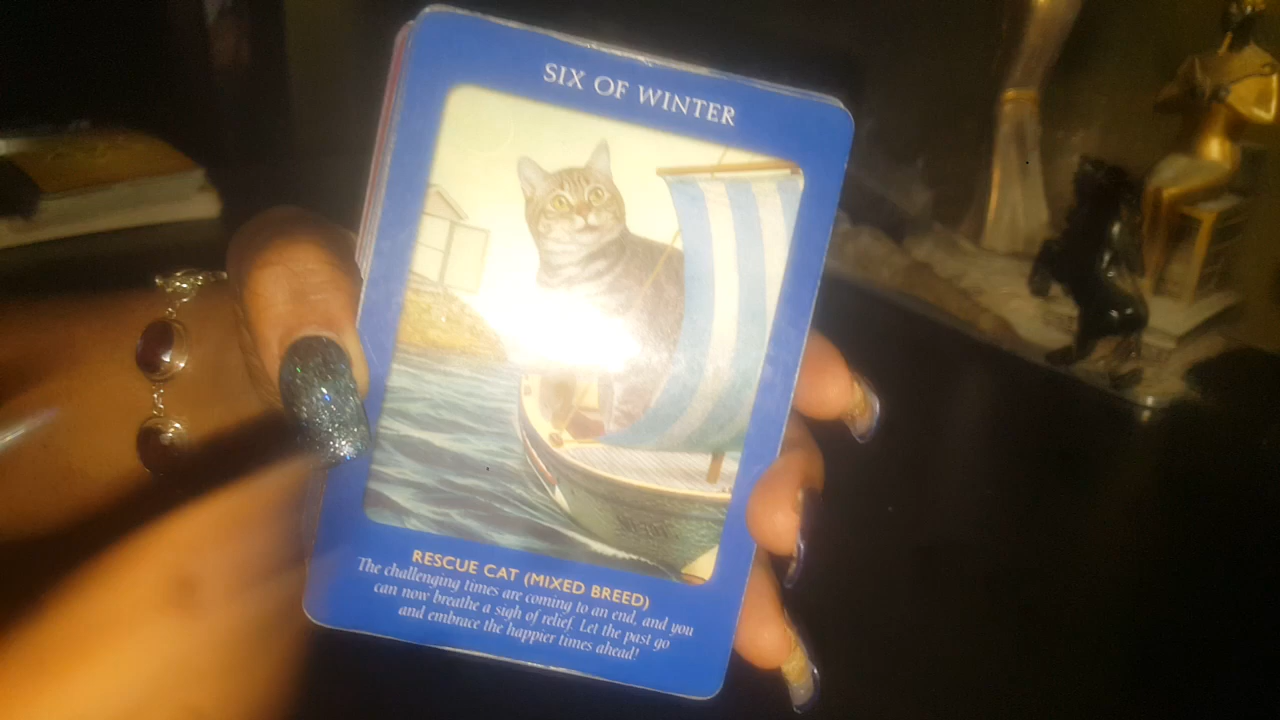 SIX OF WINTER
RESCUE CAT (MIXED BREED)
The challenging times are coming to an end, and you
can now breathe a sigh of relief. Let the past go
and embrace the happier times ahead!